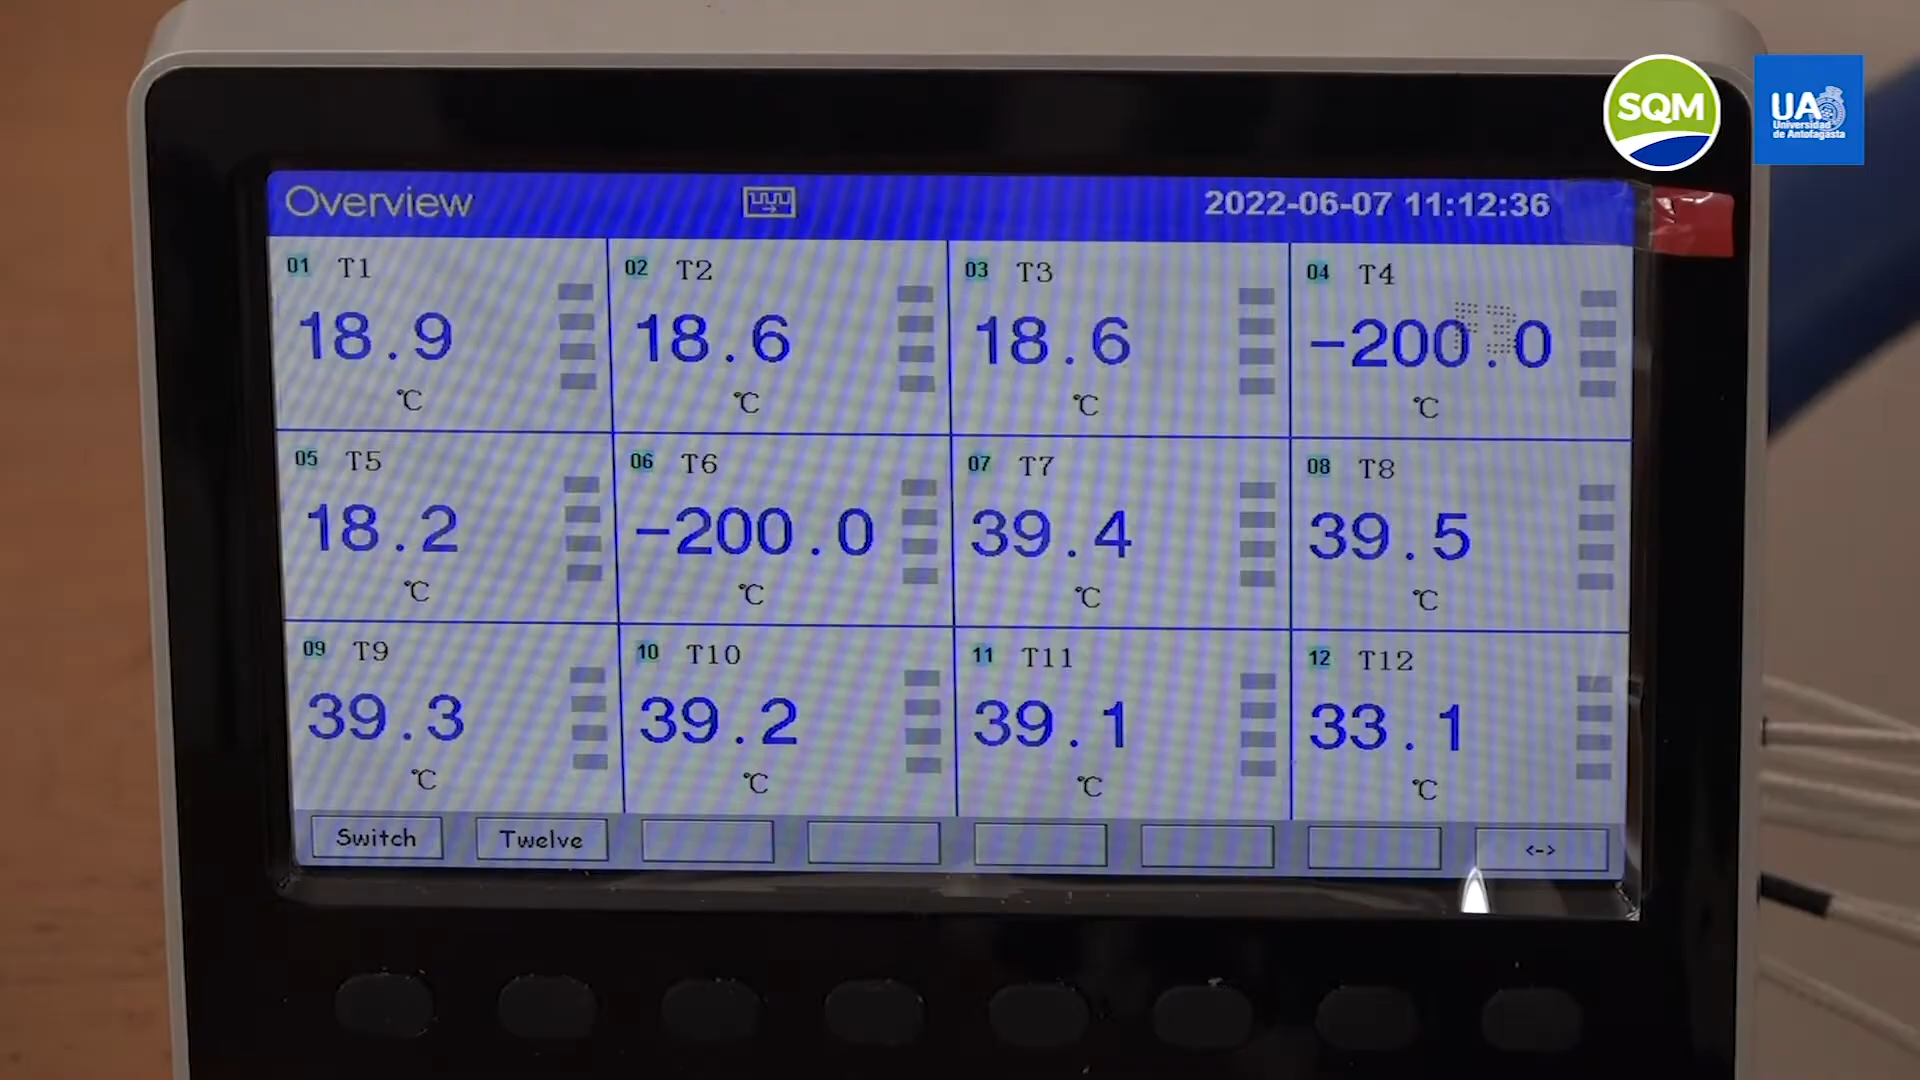 SQM
UA
Universidad
de Antofagasta
Overview
2022-06-07 11:12:36
01 T1
18.9
℃
02 T2
18.6
℃
03 T3
18.6
℃
04 T4
-200.0
℃
05 T5
18.2
℃
06 T6
-200.0
℃
07 T7
39.4
℃
08 T8
39.5
℃
09 T9
39.3
℃
10 T10
39.2
℃
11 T11
39.1
℃
12 T12
33.1
℃
Switch
Twelve
<->